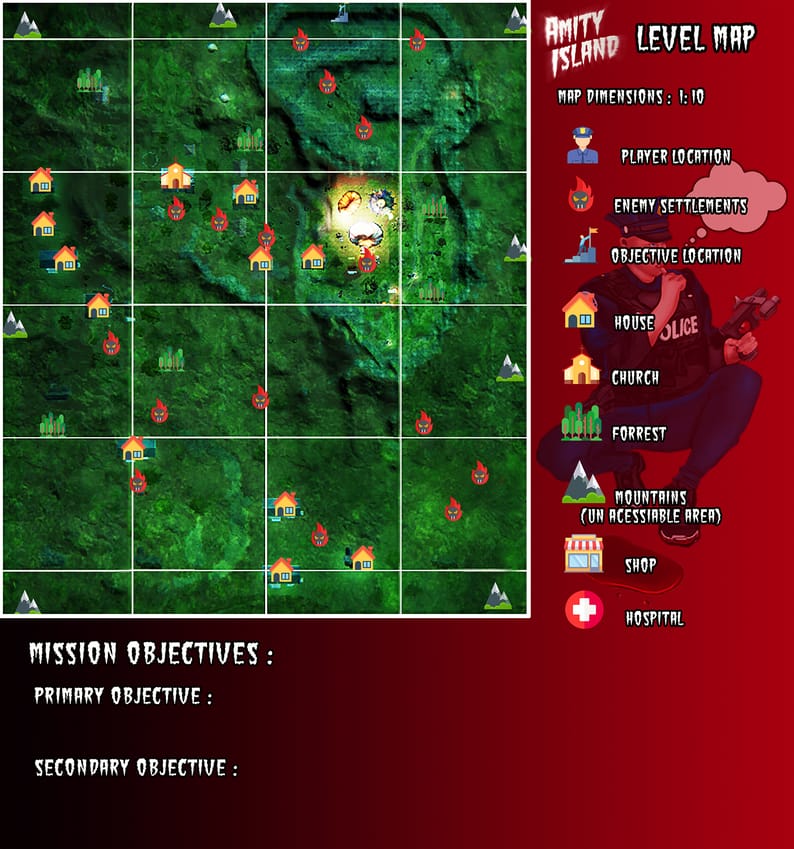 AMITY
ISLAND
LEVEL MAP
MAP DIMENSIONS : 1:10
PLAYER LOCATION
ENEMY SETTLEMENTS
OBJECTIVE LOCATION
HOUSE
POLICE
CHURCH
FORREST
MOUNTAINS
(UN ACESSIABLE AREA)
SHOP
HOSPITAL
MISSION OBJECTIVES :
PRIMARY OBJECTIVE :
SECONDARY OBJECTIVE :